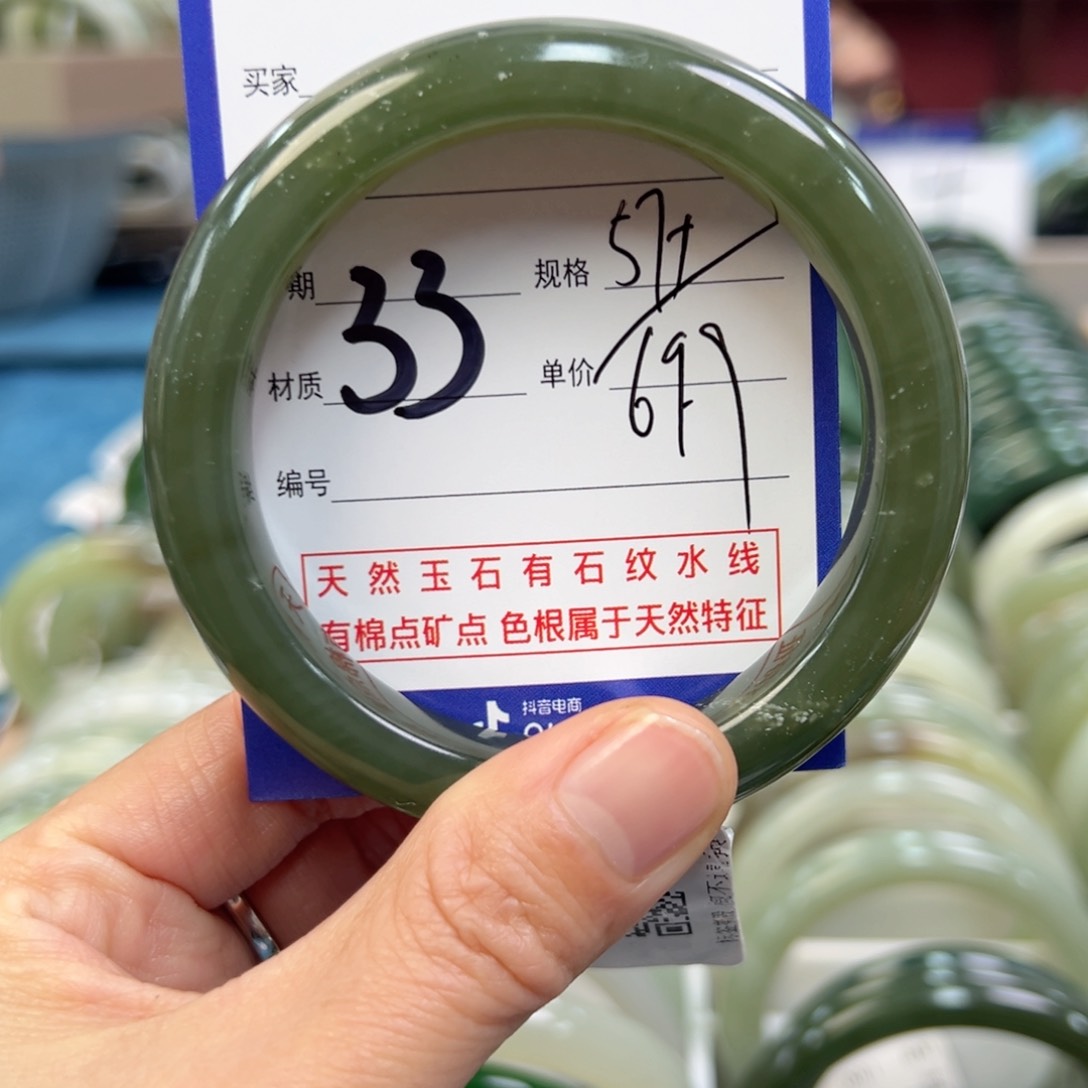 买家
期 33 规格 57+
材质 单价 699
编号
天然玉石有石纹水线
有棉点矿点 色根属于天然特征
抖音电商